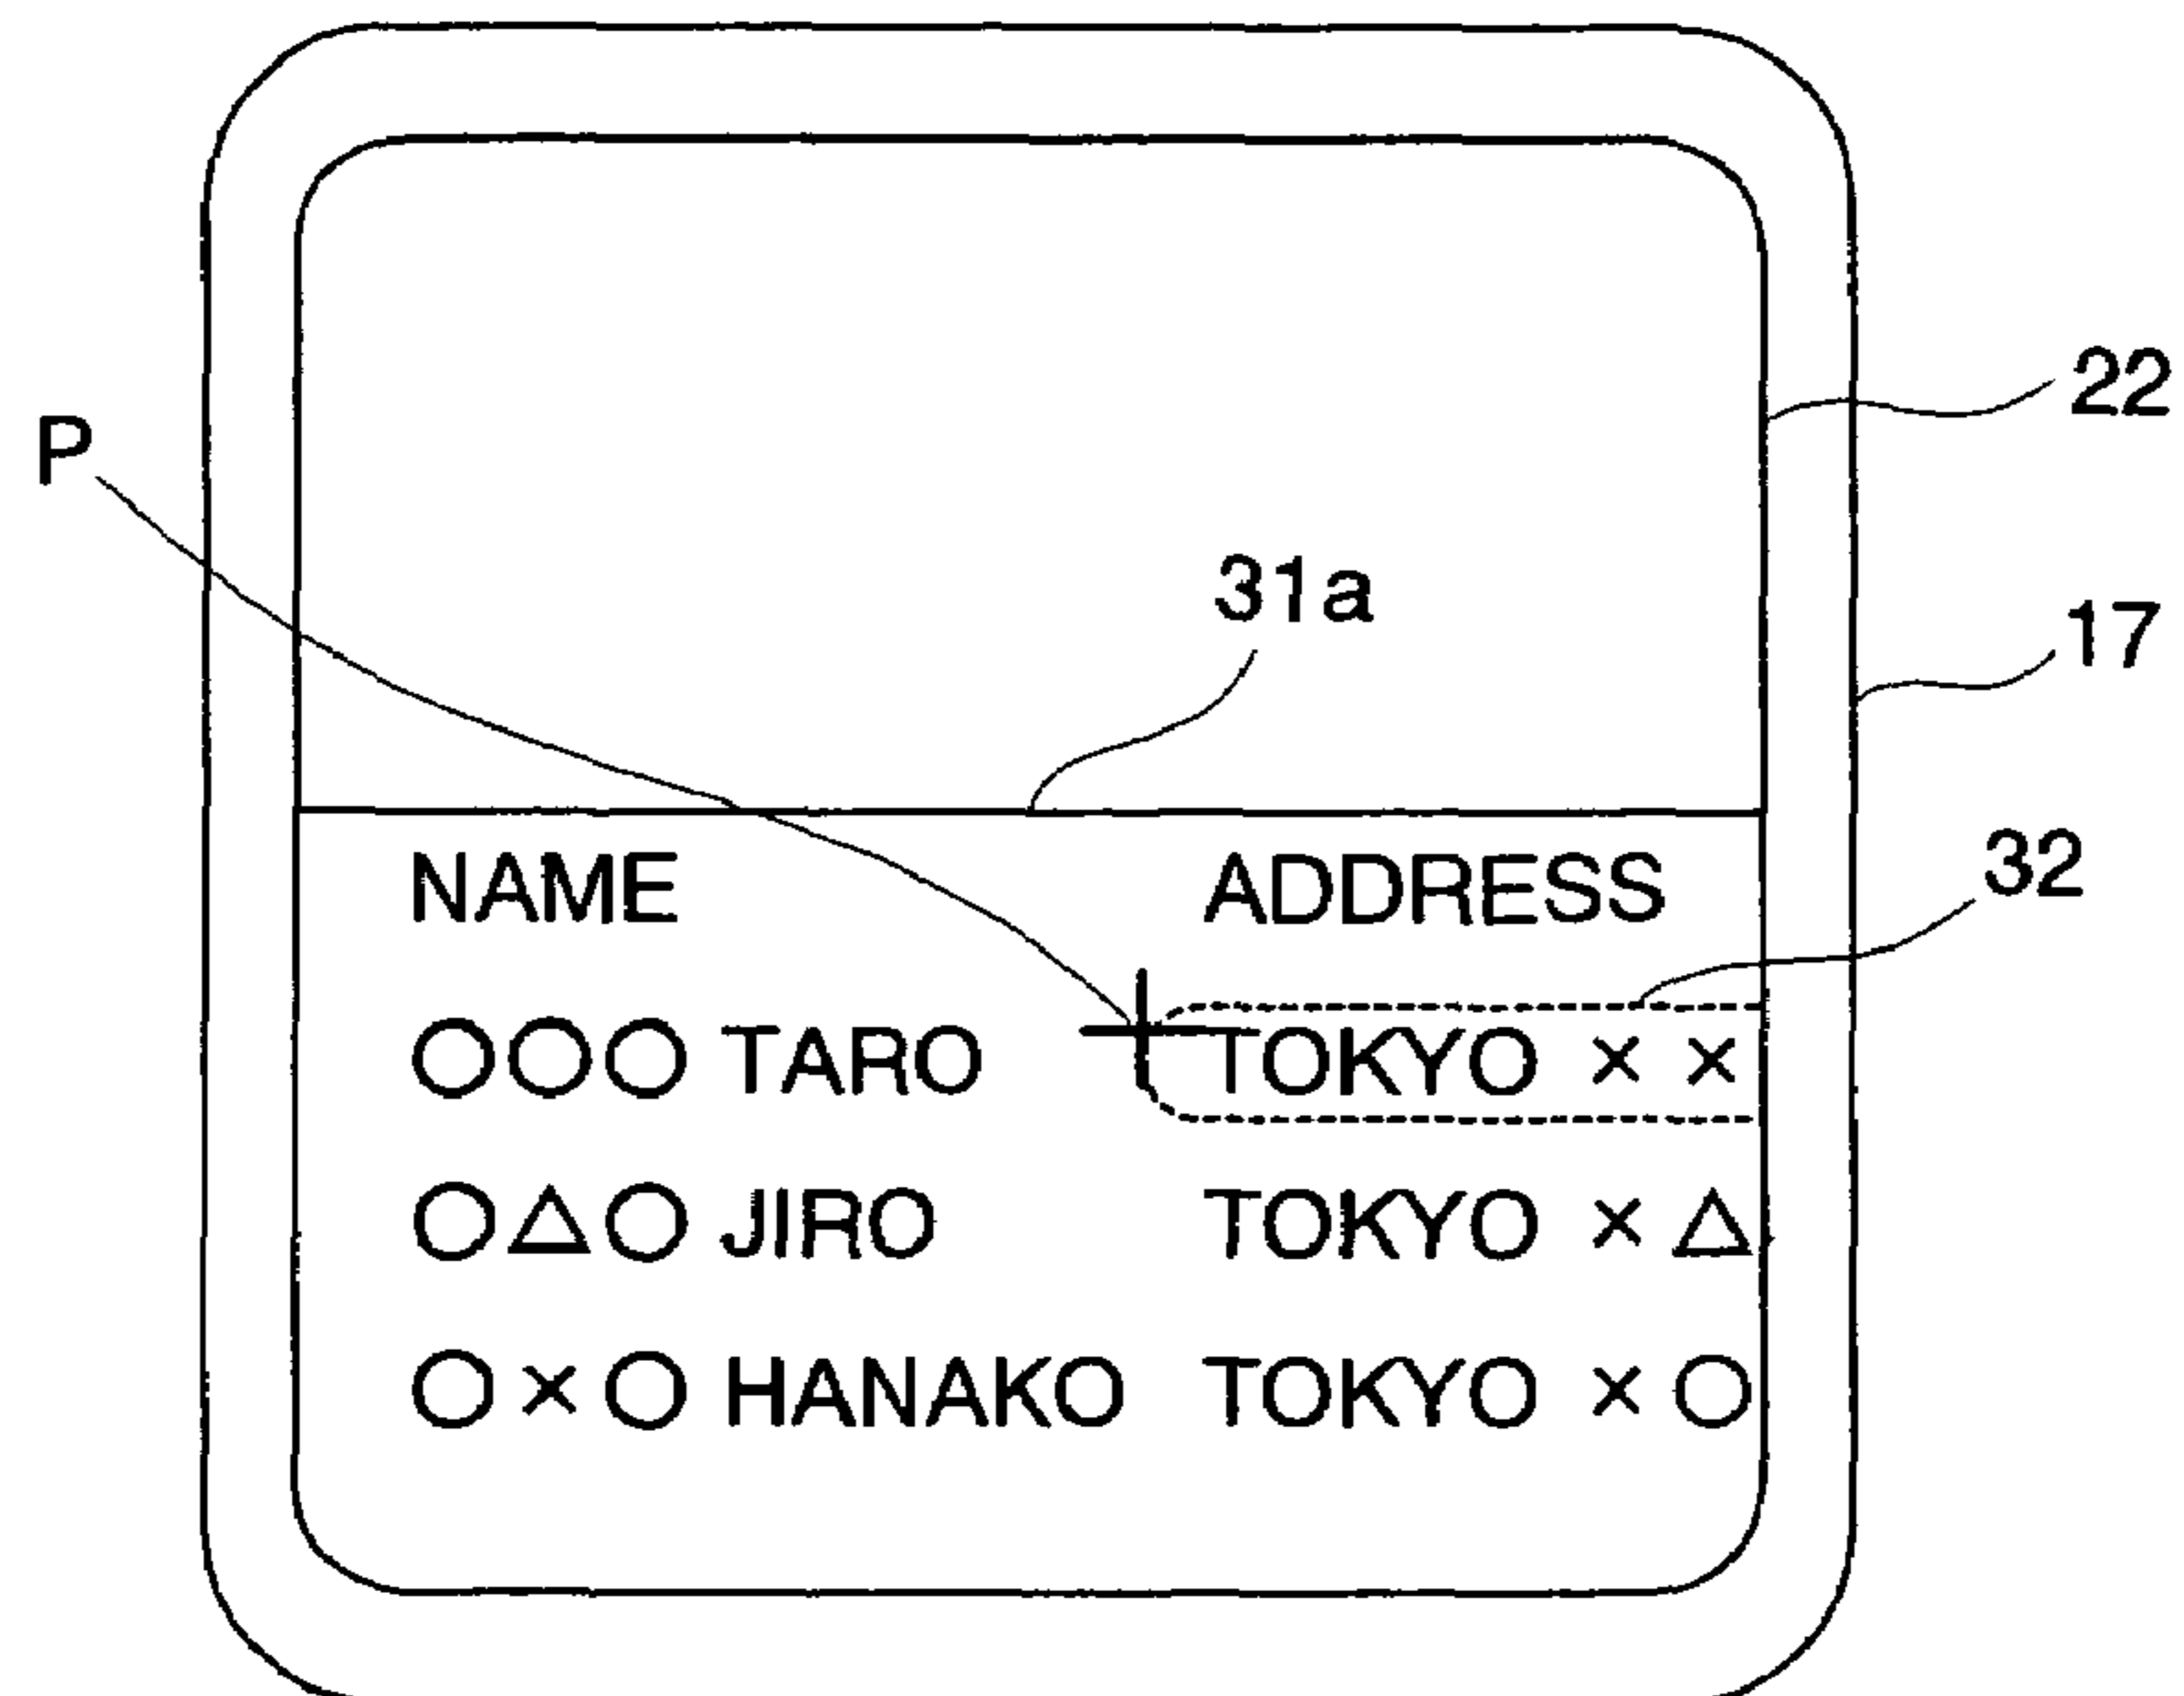 22
P
31a
17
NAME ADDRESS
32
○○○ TARO TOKYO × ×
○△○ JIRO TOKYO × △
○×○ HANAKO TOKYO × ○